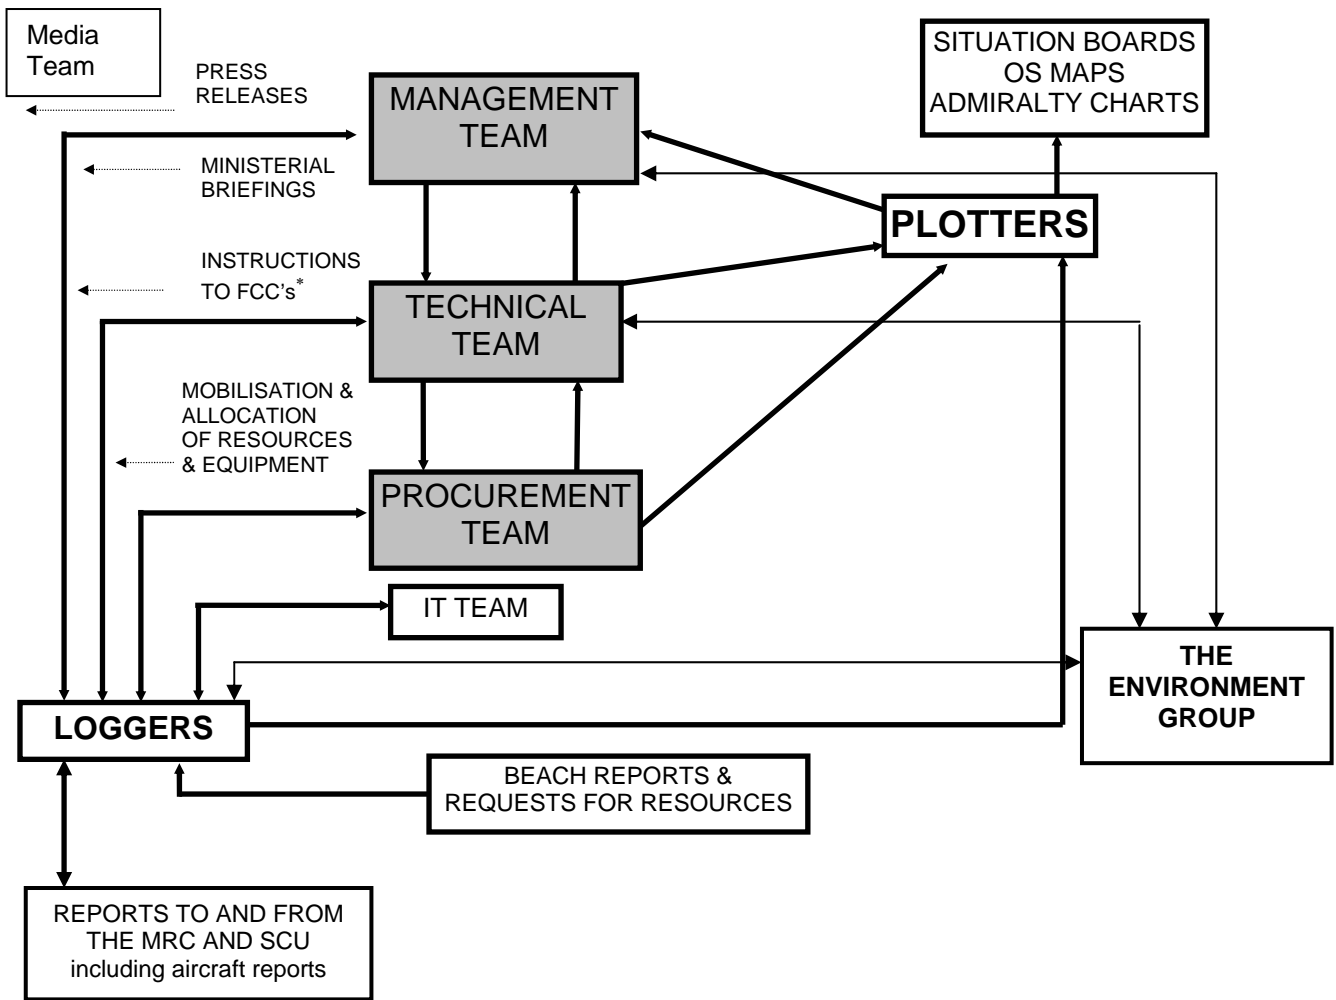 Media
Team
PRESS
RELEASES
MANAGEMENT
TEAM
SITUATION BOARDS
OS MAPS
ADMIRALTY CHARTS
MINISTERIAL
BRIEFINGS
PLOTTERS
INSTRUCTIONS
TO FCC's*
TECHNICAL
TEAM
MOBILISATION &
ALLOCATION
OF RESOURCES
& EQUIPMENT
PROCUREMENT
TEAM
IT TEAM
THE
ENVIRONMENT
GROUP
LOGGERS
BEACH REPORTS &
REQUESTS FOR RESOURCES
REPORTS TO AND FROM
THE MRC AND SCU
including aircraft reports